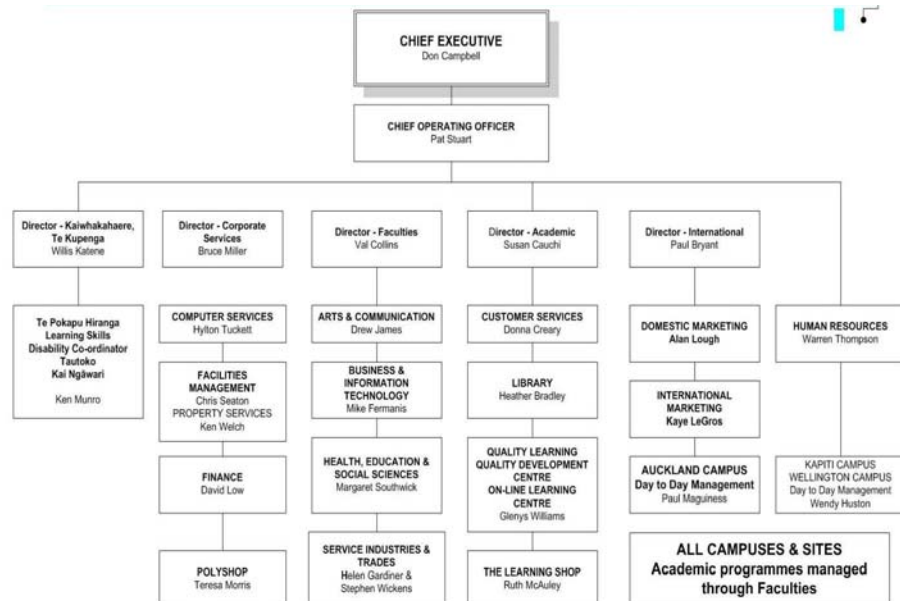 CHIEF EXECUTIVE
Don Campbell
CHIEF OPERATING OFFICER
Pat Stuart
Director - Kaiwhakahaere,
Te Kupenga
Willis Katene
Director - Corporate
Services
Bruce Miller
Director - Faculties
Val Collins
Director - Academic
Susan Cauchi
Director - International
Paul Bryant
Te Pokapu Hiranga
Learning Skills
Disability Co-ordinator
Tautoko
Kai Ngāwari
Ken Munro
COMPUTER SERVICES
Hylton Tuckett
FACILITIES
MANAGEMENT
Chris Seaton
PROPERTY SERVICES
Ken Welch
FINANCE
David Low
POLYSHOP
Teresa Morris
ARTS & COMMUNICATION
Drew James
BUSINESS &
INFORMATION
TECHNOLOGY
Mike Fermanis
HEALTH, EDUCATION &
SOCIAL SCIENCES
Margaret Southwick
SERVICE INDUSTRIES &
TRADES
Helen Gardiner &
Stephen Wickens
CUSTOMER SERVICES
Donna Creary
LIBRARY
Heather Bradley
QUALITY LEARNING
QUALITY DEVELOPMENT
CENTRE
ON-LINE LEARNING
CENTRE
Glenys Williams
THE LEARNING SHOP
Ruth McAuley
DOMESTIC MARKETING
Alan Lough
INTERNATIONAL
MARKETING
Kaye LeGros
AUCKLAND CAMPUS
Day to Day Management
Paul Maguiness
HUMAN RESOURCES
Warren Thompson
KAPITI CAMPUS
WELLINGTON CAMPUS
Day to Day Management
Wendy Huston
ALL CAMPUSES & SITES
Academic programmes managed
through Faculties